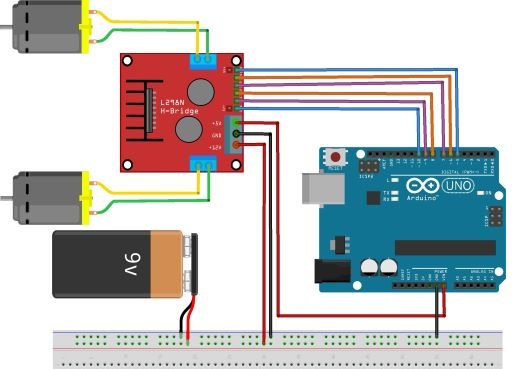 L298N
H-Bridge
+5V
GND
+12V
RESET
ICSP2
L
TX
RX
Arduino
UNO
ON
ICSP
DIGITAL (PWM~)
POWER
ANALOG IN
9v